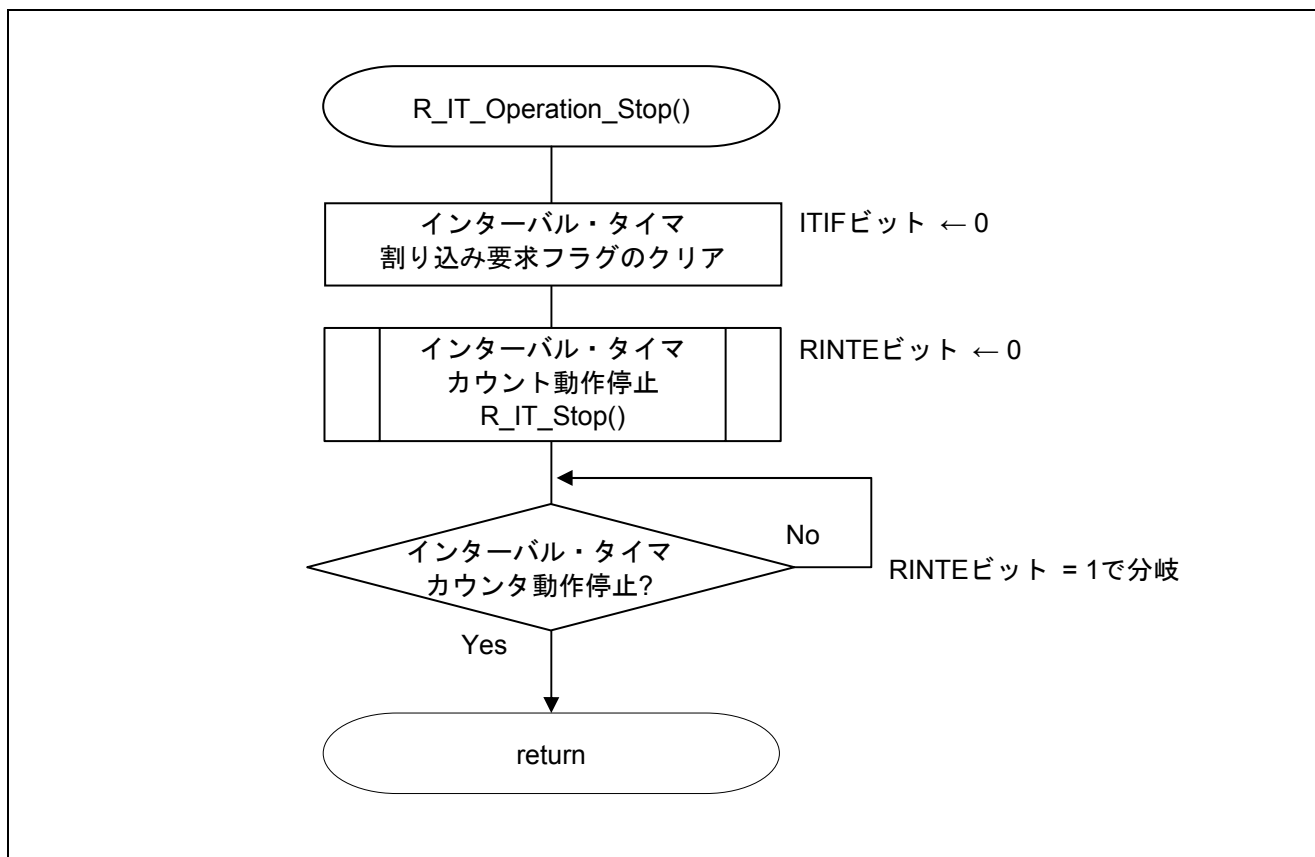 R_IT_Operation_Stop()
インターバル・タイマ
割り込み要求フラグのクリア
ITIFビット ← 0
インターバル・タイマ
カウント動作停止
R_IT_Stop()
RINTEビット ← 0
インターバル・タイマ
カウンタ動作停止?
No
RINTEビット = 1で分岐
Yes
return